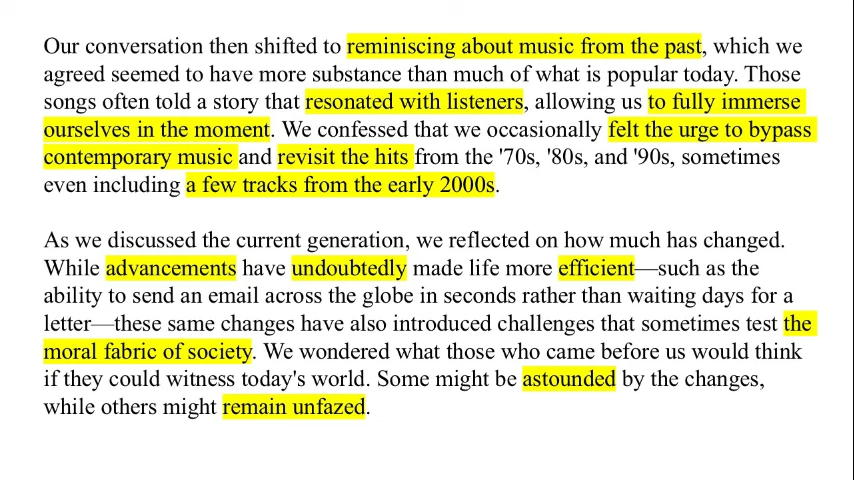 Our conversation then shifted to reminiscing about music from the past, which we
agreed seemed to have more substance than much of what is popular today. Those
songs often told a story that resonated with listeners, allowing us to fully immerse
ourselves in the moment. We confessed that we occasionally felt the urge to bypass
contemporary music and revisit the hits from the '70s, '80s, and '90s, sometimes
even including a few tracks from the early 2000s.
As we discussed the current generation, we reflected on how much has changed.
While advancements have undoubtedly made life more efficient—such as the
ability to send an email across the globe in seconds rather than waiting days for a
letter—these same changes have also introduced challenges that sometimes test the
moral fabric of society. We wondered what those who came before us would think
if they could witness today's world. Some might be astounded by the changes,
while others might remain unfazed.